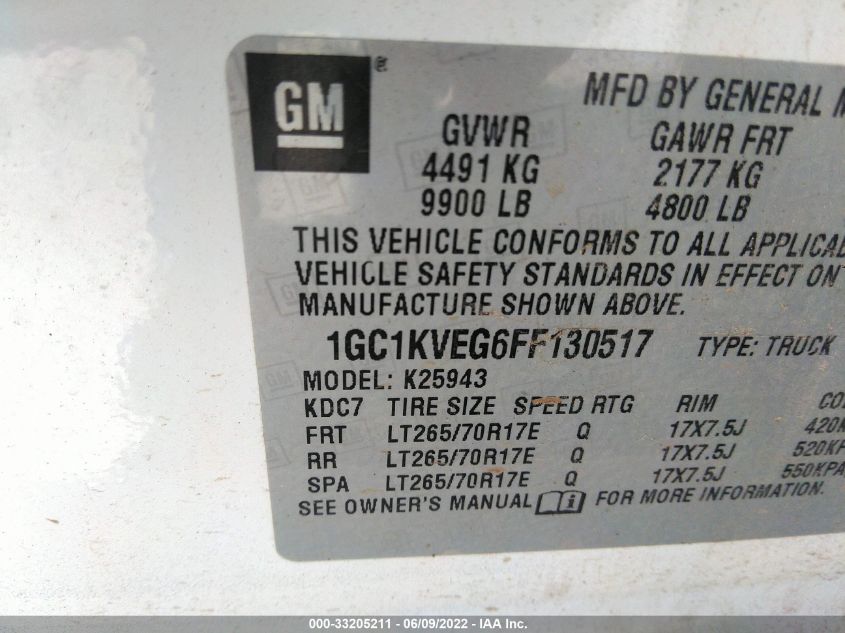 GM
®
MFD BY GENERAL
GVWR GAWR FRT
4491 KG 2177 KG
9900 LB 4800 LB
THIS VEHICLE CONFORMS TO ALL
VEHICLE SAFETY STANDARDS IN EFFECT ON
MANUFACTURE SHOWN ABOVE.
1GC1KVEG6FF130517 TYPE: TRUCK
MODEL: K25943
KDC7 TIRE SIZE SPEED RTG RIM
FRT LT265/70R17E Q 17X7.5J
RR LT265/70R17E Q 17X7.5J
SPA LT265/70R17E Q 17X7.5J 550KPA
SEE OWNER'S MANUAL i FOR MORE INFORMATION.
000-33205211 - 06/09/2022 - IAA Inc.